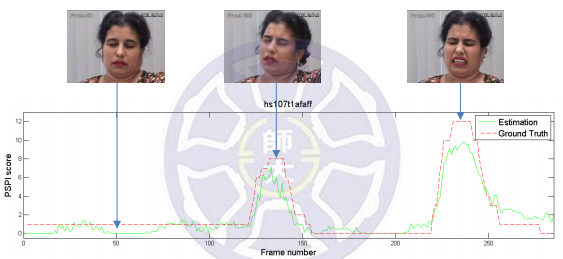 hs107t1afaff
Estimation
Ground Truth
PSPI score
12
10
8
6
4
2
0
0
50
100
150
200
250
Frame number
師
大